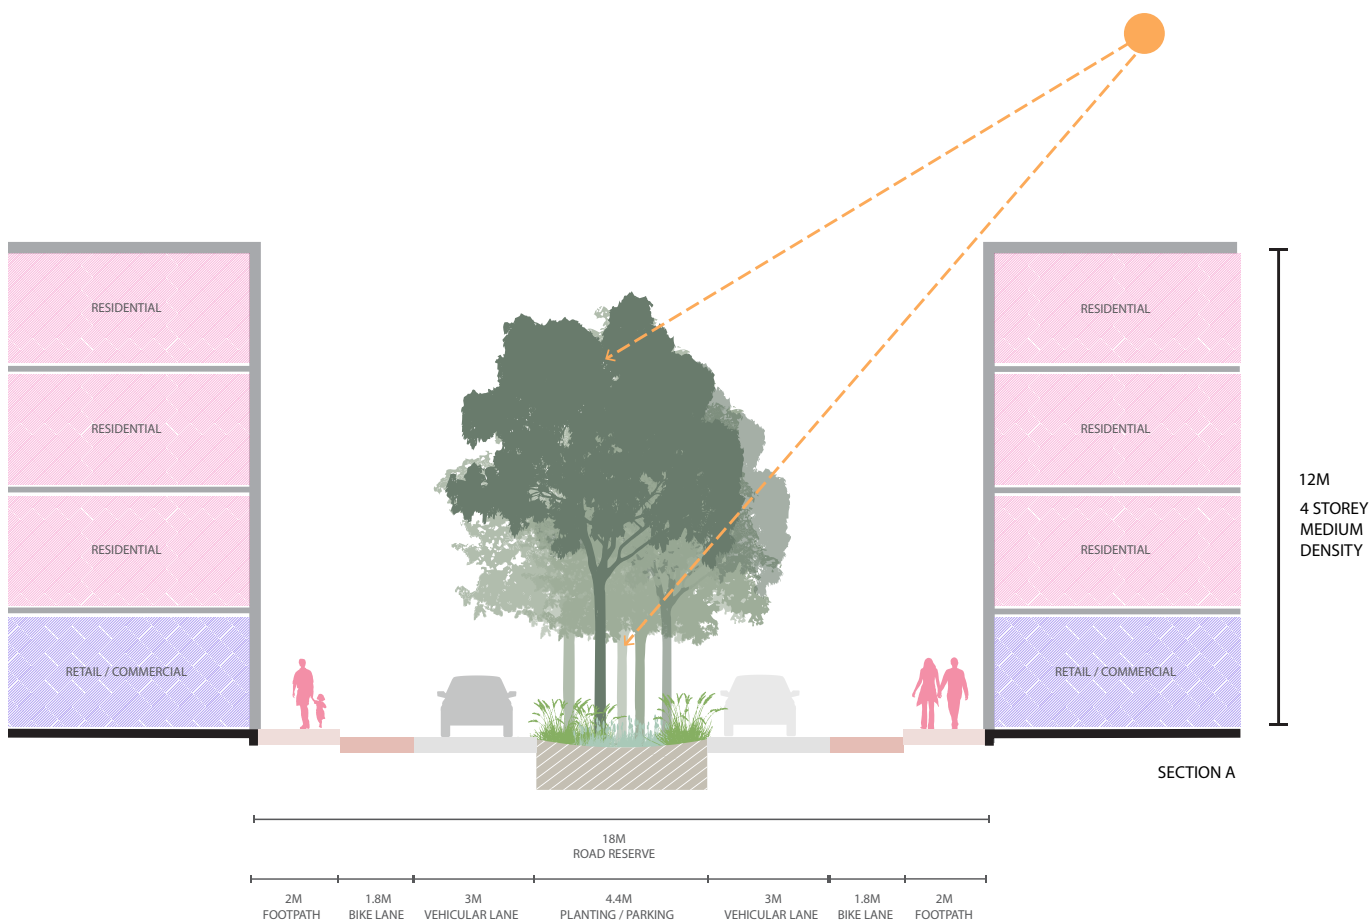 RESIDENTIAL
RESIDENTIAL
RESIDENTIAL
RETAIL / COMMERCIAL
RESIDENTIAL
RESIDENTIAL
RESIDENTIAL
RETAIL / COMMERCIAL
12M
4 STOREY
MEDIUM
DENSITY
SECTION A
18M
ROAD RESERVE
2M
FOOTPATH
1.8M
BIKE LANE
3M
VEHICULAR LANE
4.4M
PLANTING / PARKING
3M
VEHICULAR LANE
1.8M
BIKE LANE
2M
FOOTPATH